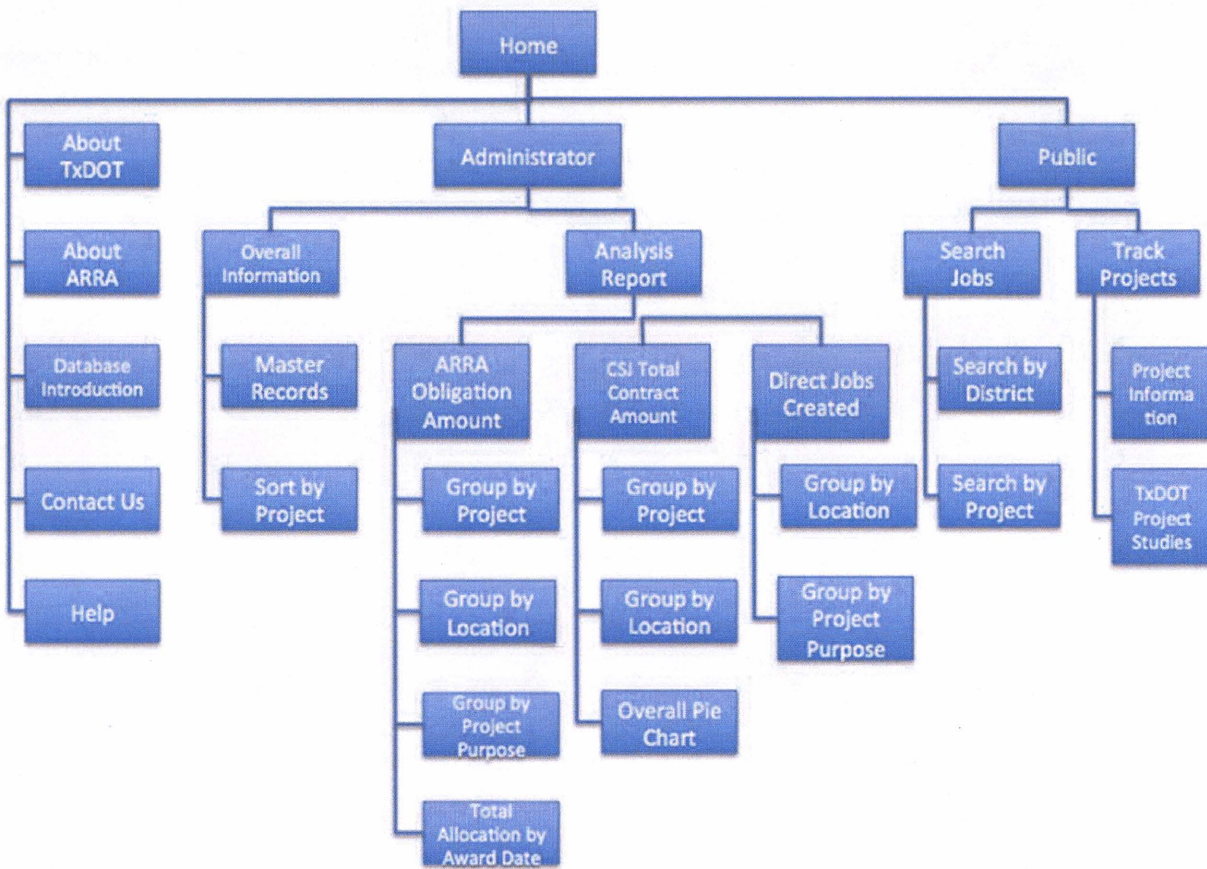 Home
About
TxDOT
Administrator
Public
About
ARRA
Overall
Information
Analysis
Report
Search
Jobs
Track
Projects
Database
Introduction
Master
Records
ARRA
Obligation
Amount
CSJ Total
Contract
Amount
Direct Jobs
Created
Search by
District
Project
Informa
tion
Contact Us
Sort by
Project
Group by
Project
Group by
Project
Group by
Location
Search by
Project
TxDOT
Project
Studies
Help
Group by
Location
Group by
Location
Group by
Project
Purpose
Group by
Project
Purpose
Overall Pie
Chart
Total
Allocation by
Award Date